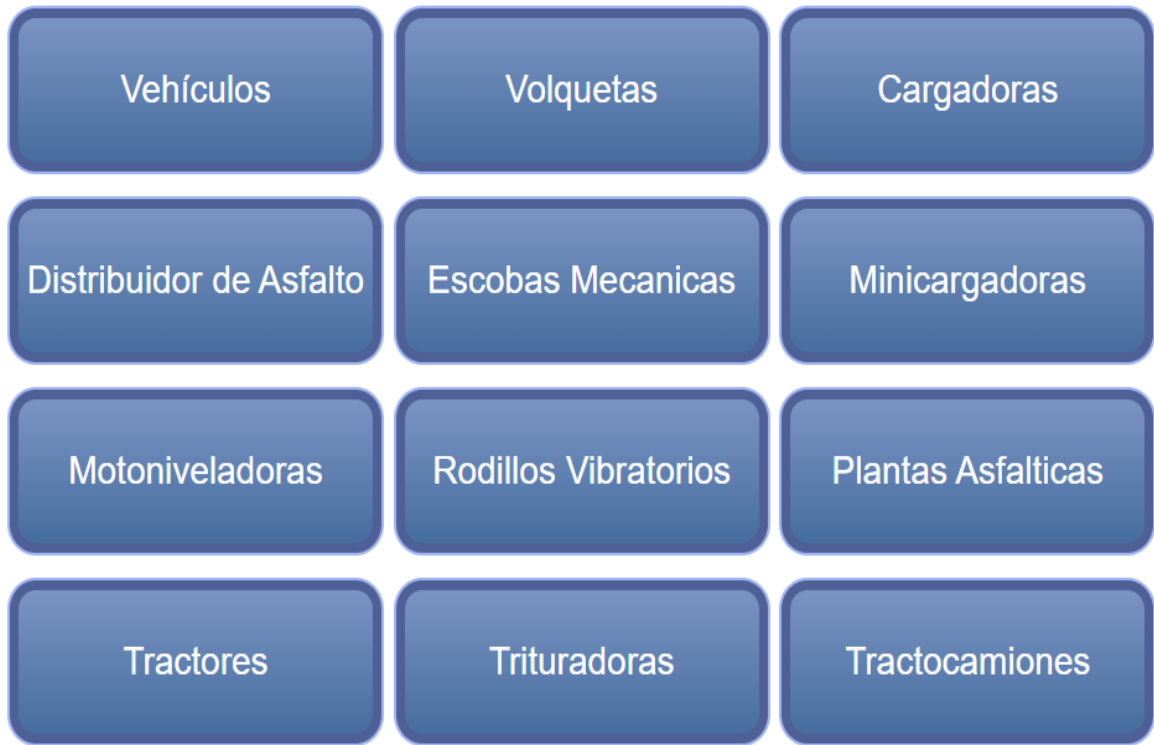 Vehículos
Volquetas
Cargadoras
Distribuidor de Asfalto
Escobas Mecanicas
Minicargadoras
Motoniveladoras
Rodillos Vibratorios
Plantas Asfalticas
Tractores
Trituradoras
Tractocamiones